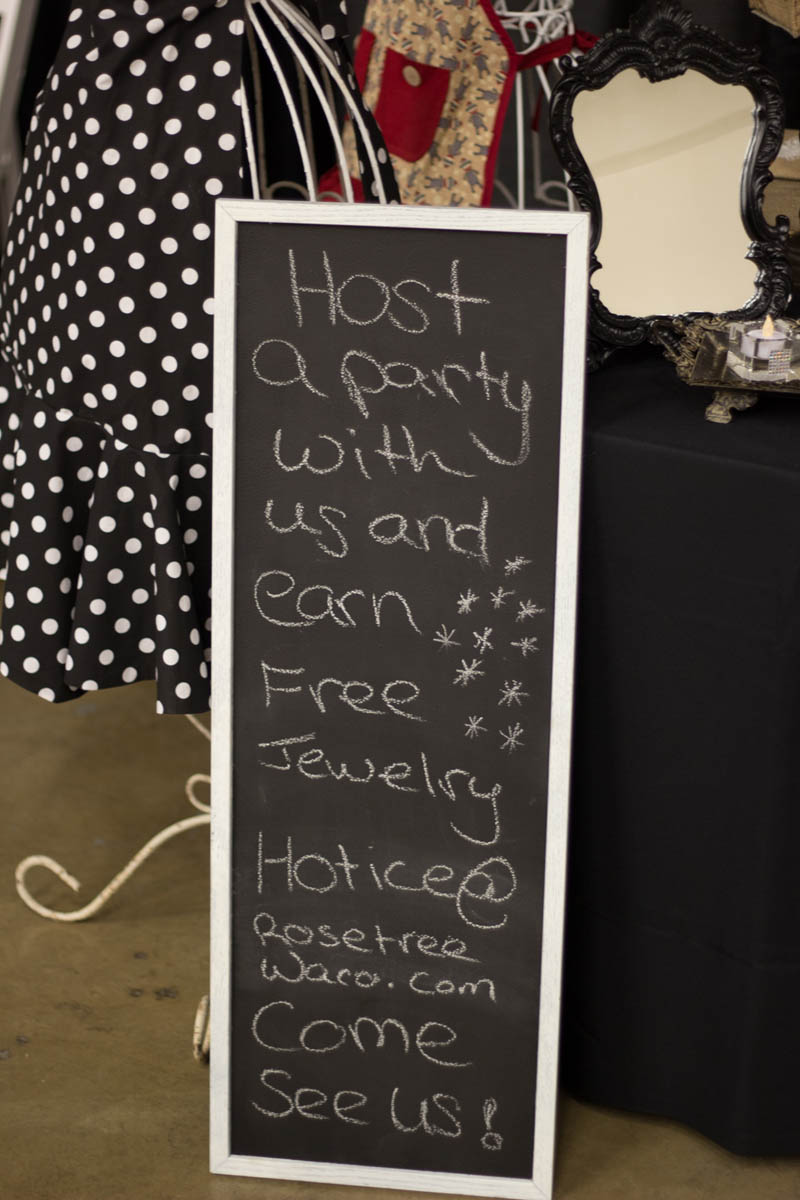 Host
a party
with
us and
earn
Free
Jewelry
Hotice@
Rosetree
Waco.com
Come
See us!